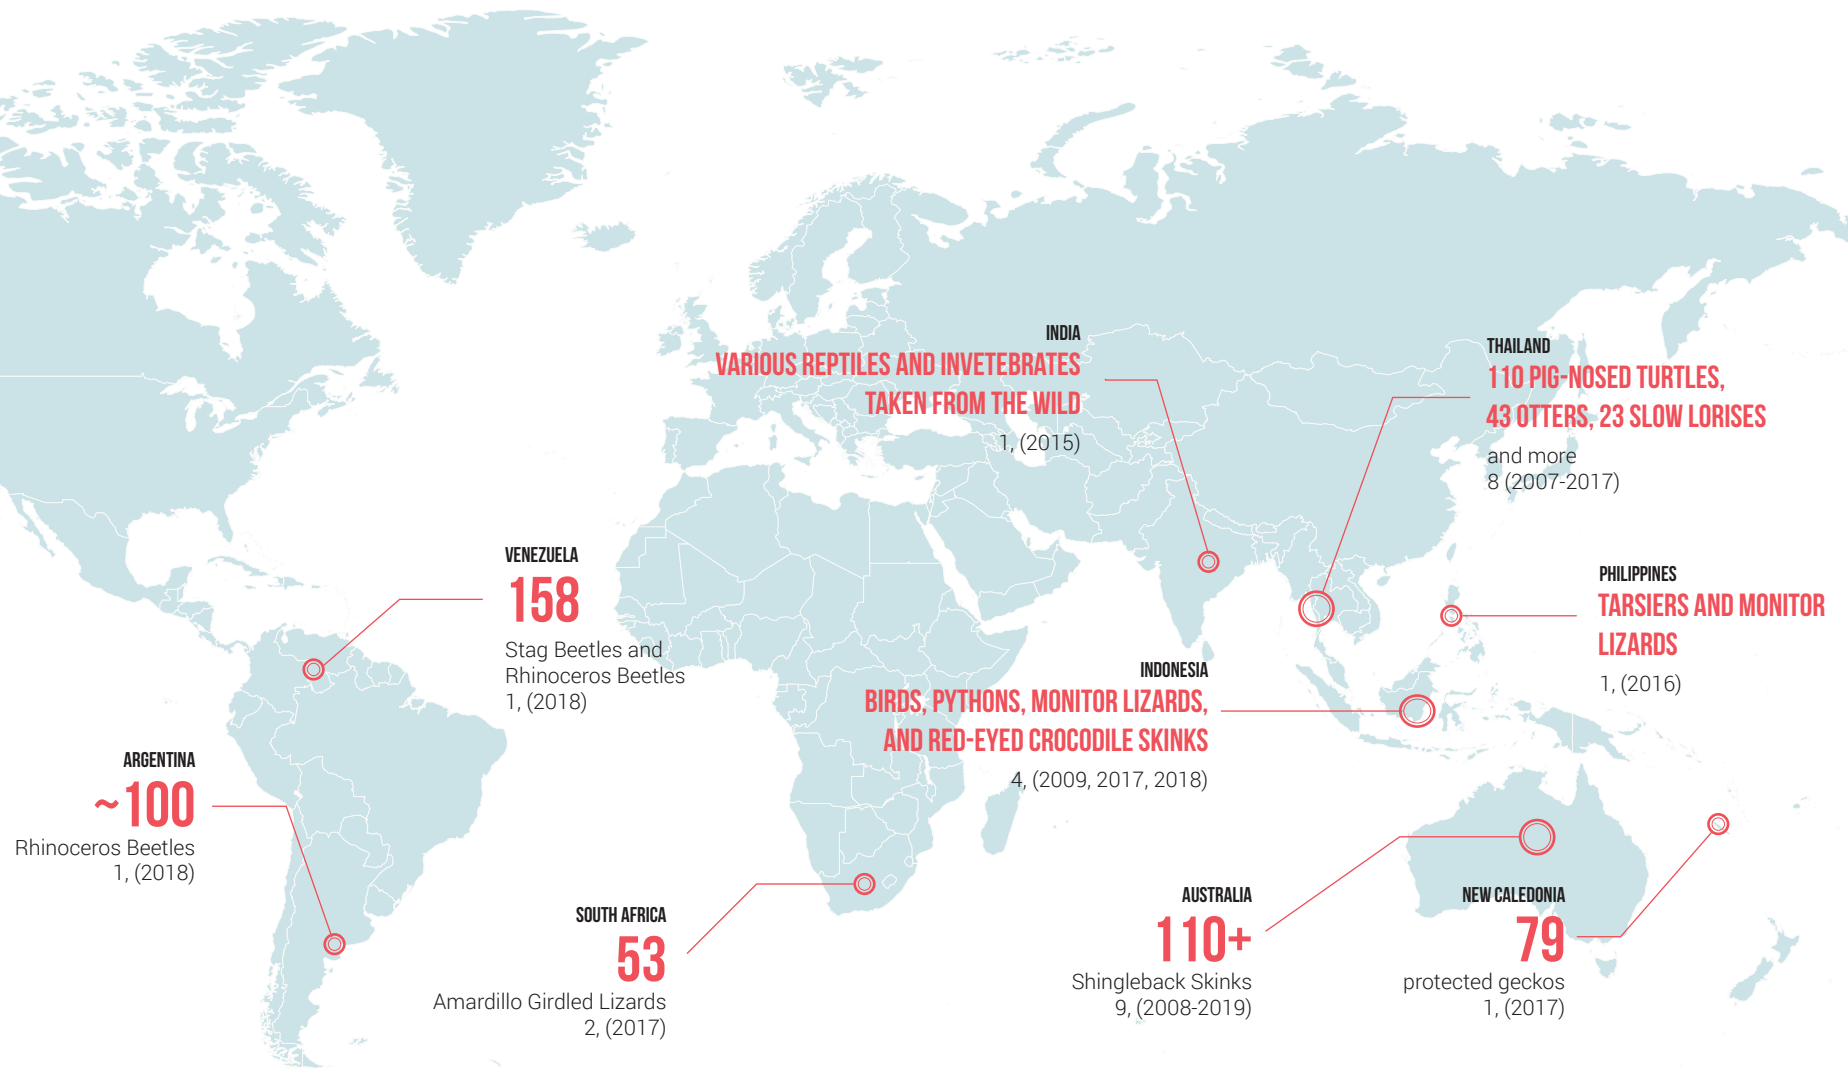 INDIA
VARIOUS REPTILES AND INVETEBRATES
TAKEN FROM THE WILD
1, (2015)
THAILAND
110 PIG-NOSED TURTLES,
43 OTTERS, 23 SLOW LORISES
and more
8 (2007-2017)
VENEZUELA
158
Stag Beetles and
Rhinoceros Beetles
1, (2018)
PHILIPPINES
TARSIERS AND MONITOR
LIZARDS
1, (2016)
INDONESIA
BIRDS, PYTHONS, MONITOR LIZARDS,
AND RED-EYED CROCODILE SKINKS
4, (2009, 2017, 2018)
ARGENTINA
~100
Rhinoceros Beetles
1, (2018)
SOUTH AFRICA
53
Amardillo Girdled Lizards
2, (2017)
AUSTRALIA
110+
Shingleback Skinks
9, (2008-2019)
NEW CALEDONIA
79
protected geckos
1, (2017)